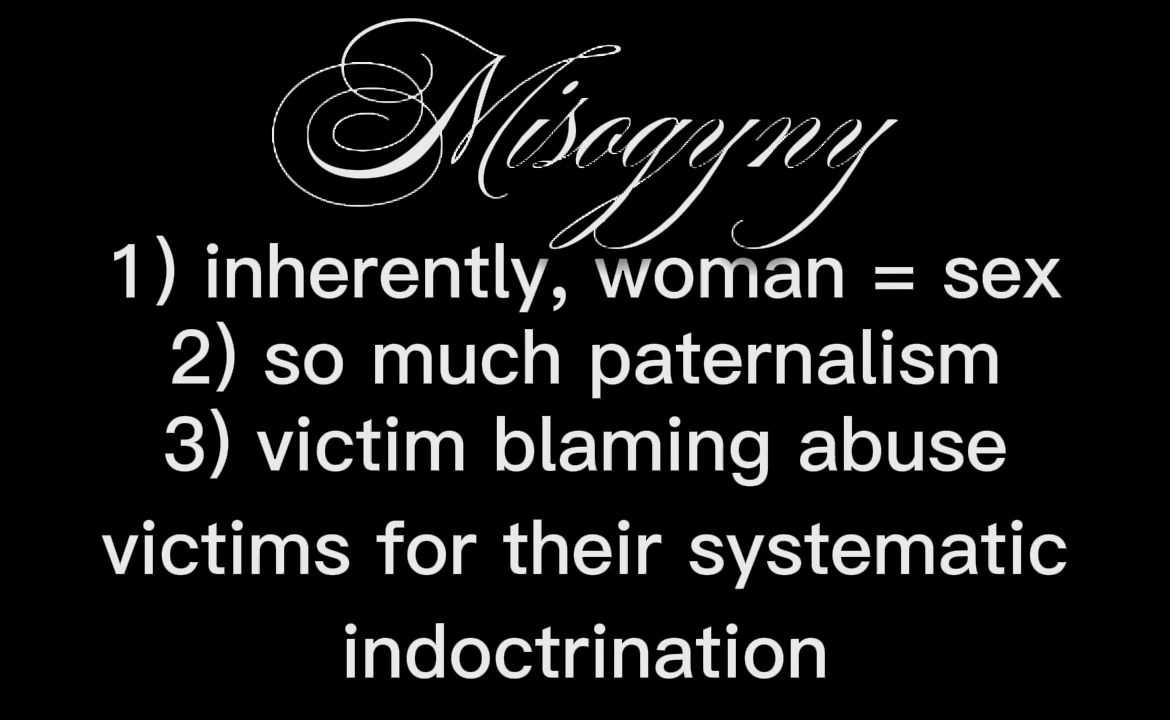 Misogyny
1) inherently, woman = sex
2) so much paternalism
3) victim blaming abuse
victims for their systematic
indoctrination